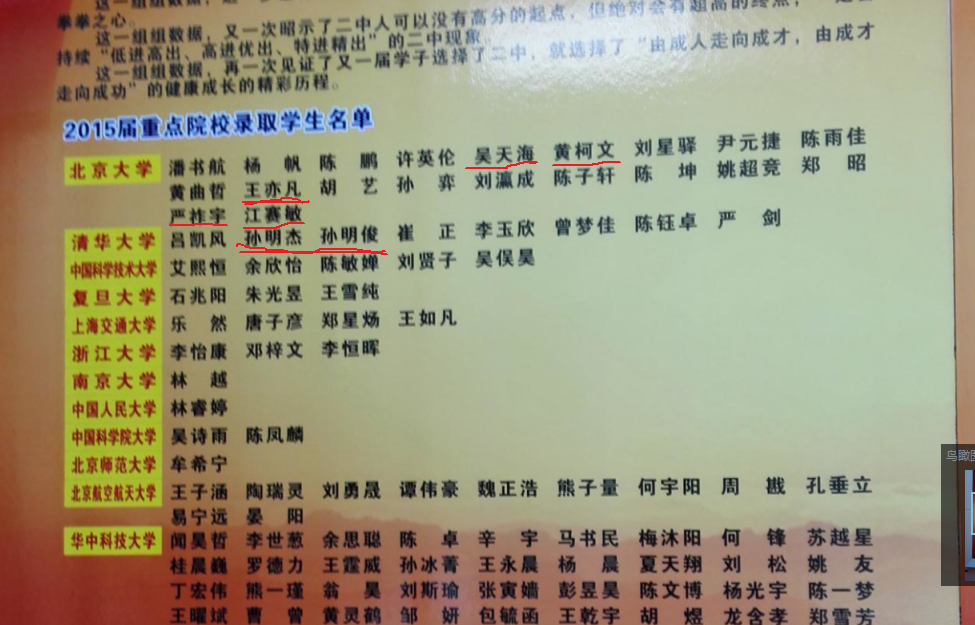 这一组组数据，
拳拳之心。
这一组组数据，又一次昭示了二中人可以没有高分的起点，但绝对会有超高的终点，
持续“低进高出、高进优出、特进精出”的二中现象。
这一组组数据，再一次见证了又一届学子选择了二中，就选择了“由成人走向成才，由成才
走向成功”的健康成长的精彩历程。
2015届重点院校录取学生名单
北京大学 潘书航 杨帆 陈鹏 许英伦 吴天海 黄柯文 刘星驿 尹元捷 陈雨佳
黄曲哲 王亦凡 胡艺 孙弈 刘瀛成 陈子轩 陈坤 姚超竞 郑昭
严祚宇 江赛敏
清华大学 吕凯风 孙明杰 孙明俊 崔正 李玉欣 曾梦佳 陈钰卓 严剑
中国科学技术大学 艾熙恒 余欣怡 陈敏婵 刘贤子 吴俣昊
复旦大学 石兆阳 朱光昱 王雪纯
上海交通大学 乐然 唐子彦 郑星炀 王如凡
浙江大学 李怡康 邓梓文 李恒晖
南京大学 林越
中国人民大学 林睿婷
中国科学院大学 吴诗雨 陈凤麟
北京师范大学 牟希宁
北京航空航天大学 王子涵 陶瑞灵 刘勇晟 谭伟豪 魏正浩 熊子量 何宇阳 周戡 孔垂立
易宁远 晏阳
华中科技大学 闻昊哲 李世葱 余思聪 陈卓 辛宇 马书民 梅沐阳 何锋 苏越星
桂晨巍 罗德力 王霆威 孙冰菁 王永晨 杨晨 夏天翔 刘松 姚友
丁宏伟 熊一瑾 翁昊 刘斯瑜 张寅嫱 彭昱昊 陈文博 杨光宇 陈一梦
王曜斌 曹曾 黄灵鹤 邹妍 包毓函 王乾宇 胡煜 龙含孝 郑雪芳
鸟瞰